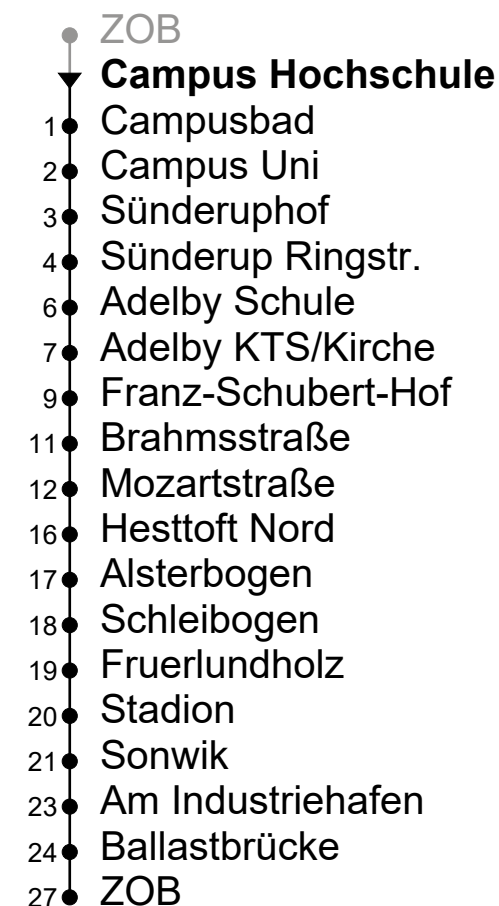 ZOB
Campus Hochschule
1 Campusbad
2 Campus Uni
3 Sünderuphof
4 Sünderup Ringstr.
6 Adelby Schule
7 Adelby KTS/Kirche
9 Franz-Schubert-Hof
11 Brahmsstraße
12 Mozartstraße
16 Hesttoft Nord
17 Alsterbogen
18 Schleibogen
19 Fruerlundholz
20 Stadion
21 Sonwik
23 Am Industriehafen
24 Ballastbrücke
27 ZOB